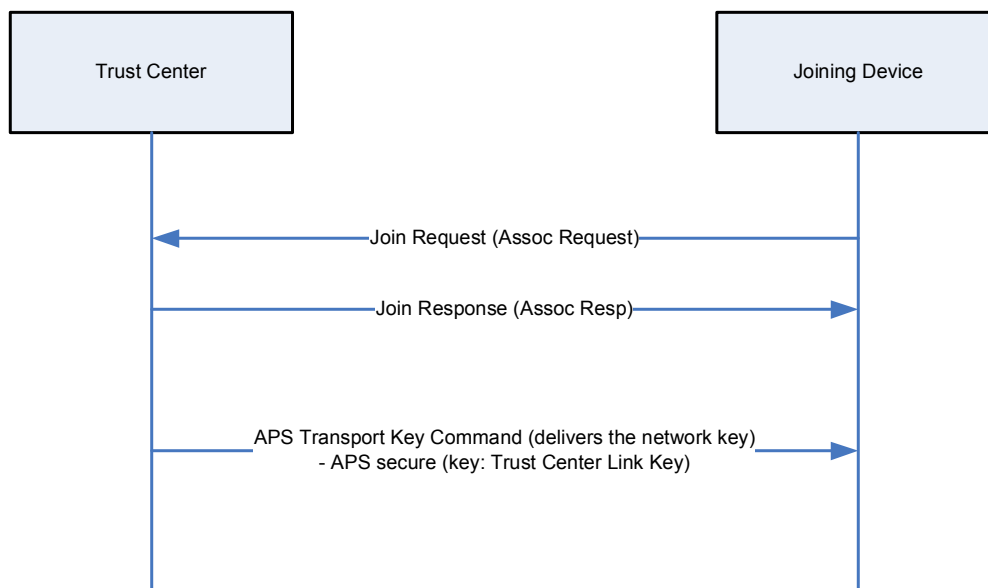 Trust Center
Joining Device
Join Request (Assoc Request)
Join Response (Assoc Resp)
APS Transport Key Command (delivers the network key)
- APS secure (key: Trust Center Link Key)